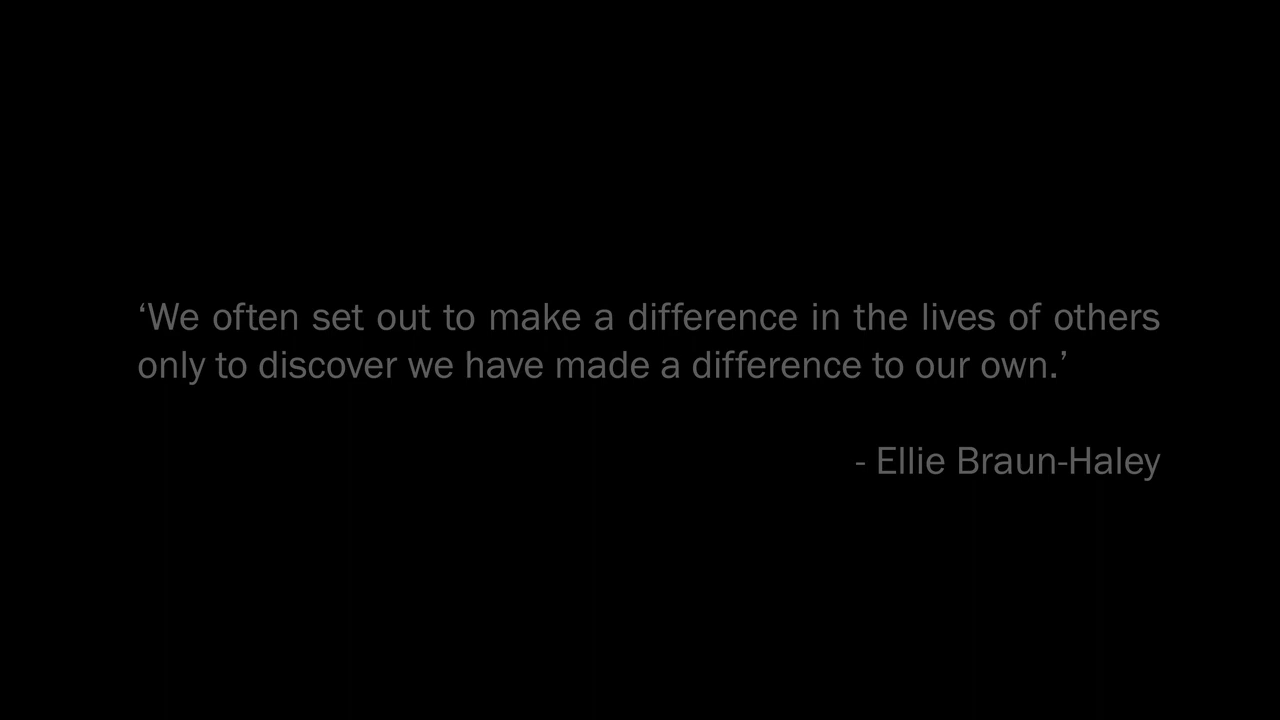 ‘We often set out to make a difference in the lives of others
only to discover we have made a difference to our own.’
- Ellie Braun-Haley